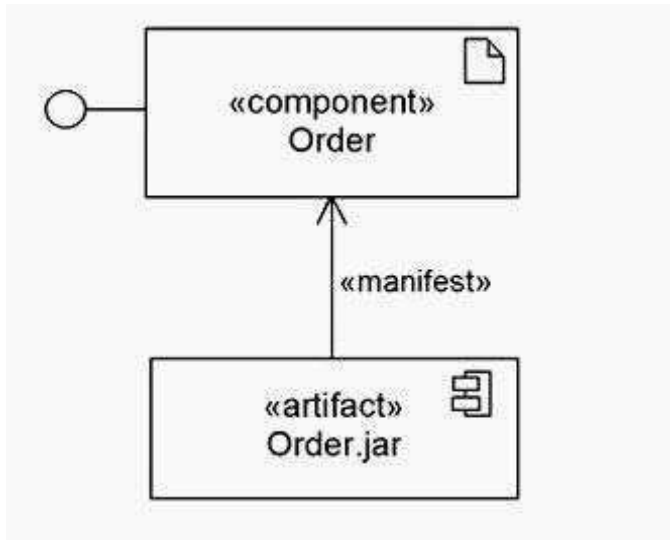 «component»
Order
«manifest»
«artifact»
Order.jar